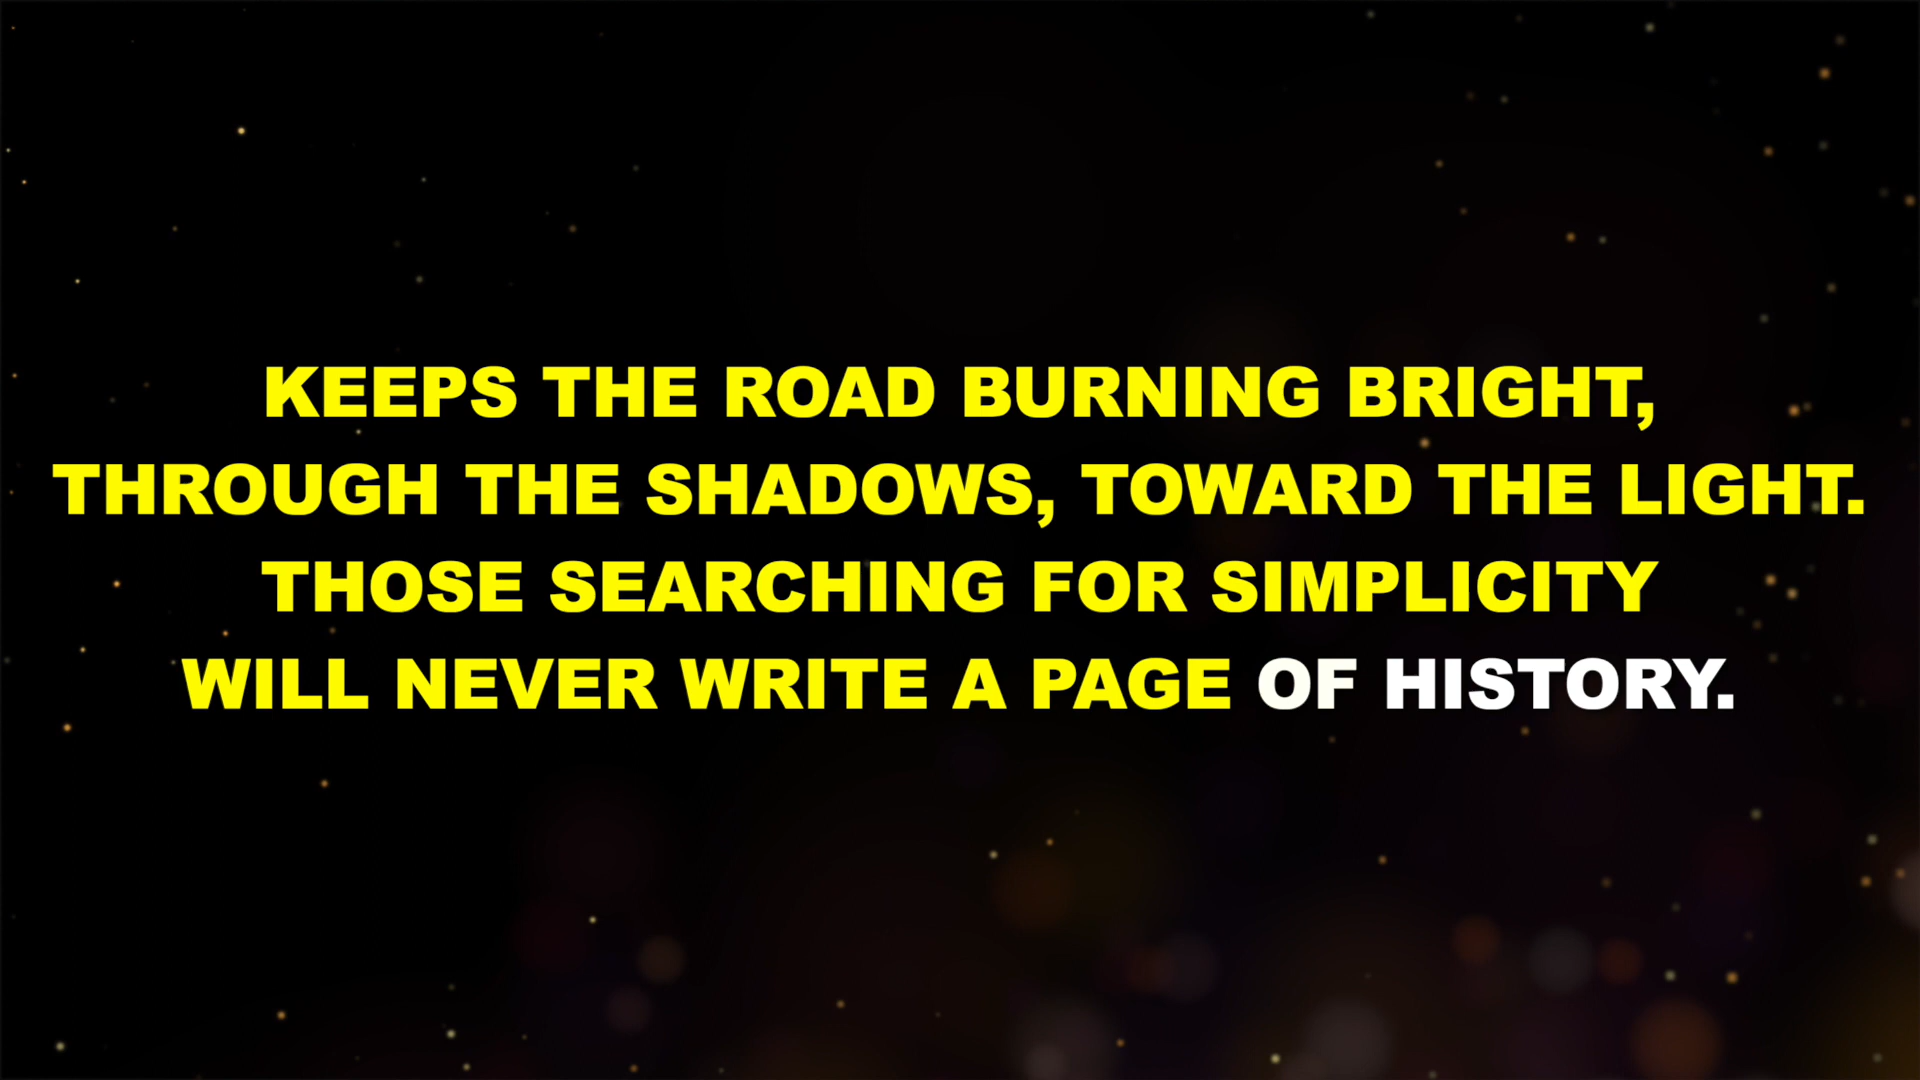 KEEPS THE ROAD BURNING BRIGHT,
THROUGH THE SHADOWS, TOWARD THE LIGHT.
THOSE SEARCHING FOR SIMPLICITY
WILL NEVER WRITE A PAGE OF HISTORY.